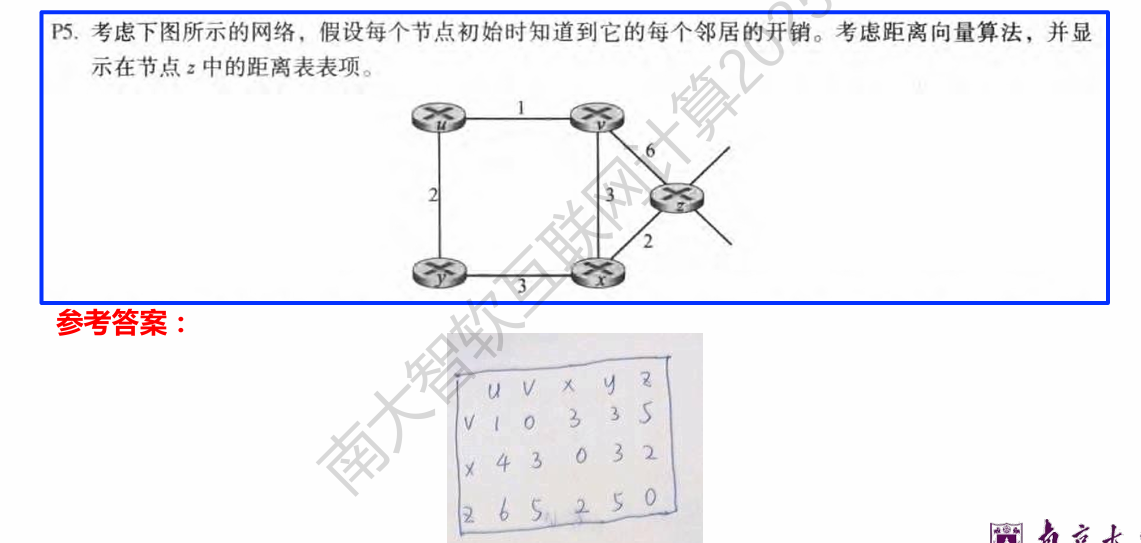 P5. 考虑下图所示的网络，假设每个节点初始时知道到它的每个邻居的开销。考虑距离向量算法，并显
示在节点 z 中的距离表表项。
u 1 v
6
2 3 z
2
y 3 x
参考答案：
u v x y z
v 1 0 3 3 5
x 4 3 0 3 2
z 6 5 2 5 0
南大智软互联网计算2025
南京大